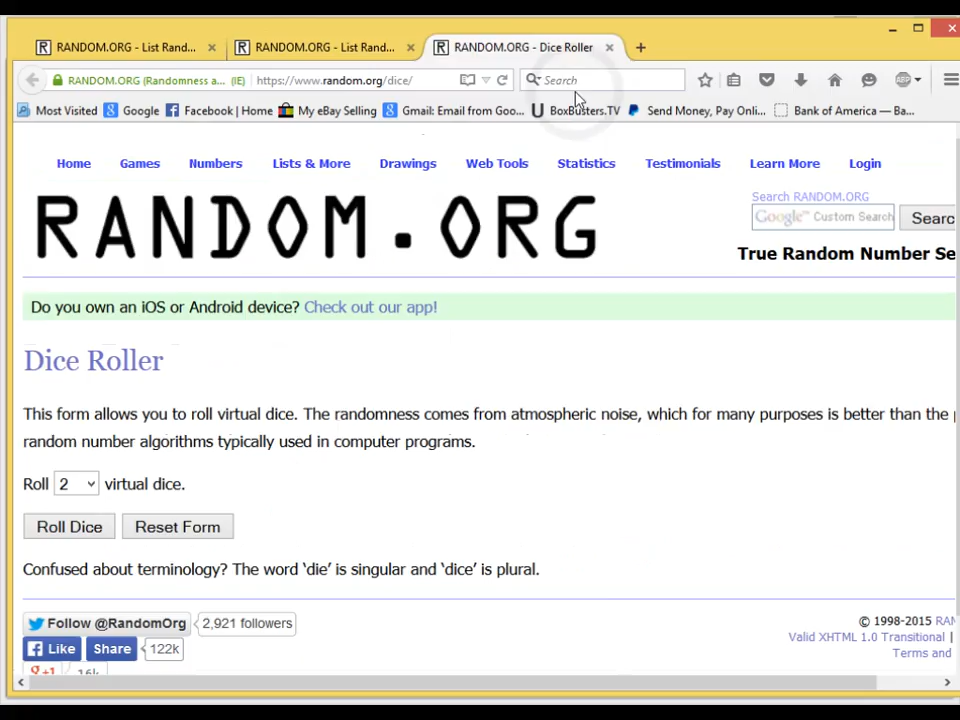 RANDOM.ORG - List Rand... RANDOM.ORG - List Rand... RANDOM.ORG - Dice Roller
RANDOM.ORG (Randomness a... (IE) https://www.random.org/dice/ Search
Most Visited Google Facebook | Home My eBay Selling Gmail: Email from Goo... BoxBusters.TV Send Money, Pay Onli... Bank of America — Ba...
Home Games Numbers Lists & More Drawings Web Tools Statistics Testimonials Learn More Login
RANDOM.ORG
Search RANDOM.ORG
Google™ Custom Search Searc
True Random Number Se
Do you own an iOS or Android device? Check out our app!
Dice Roller
This form allows you to roll virtual dice. The randomness comes from atmospheric noise, which for many purposes is better than the
random number algorithms typically used in computer programs.
Roll 2 virtual dice.
Roll Dice Reset Form
Confused about terminology? The word ‘die’ is singular and ‘dice’ is plural.
Follow @RandomOrg 2,921 followers
Like Share 122k
g+1 16k
© 1998-2015 RAN
Valid XHTML 1.0 Transitional |
Terms and